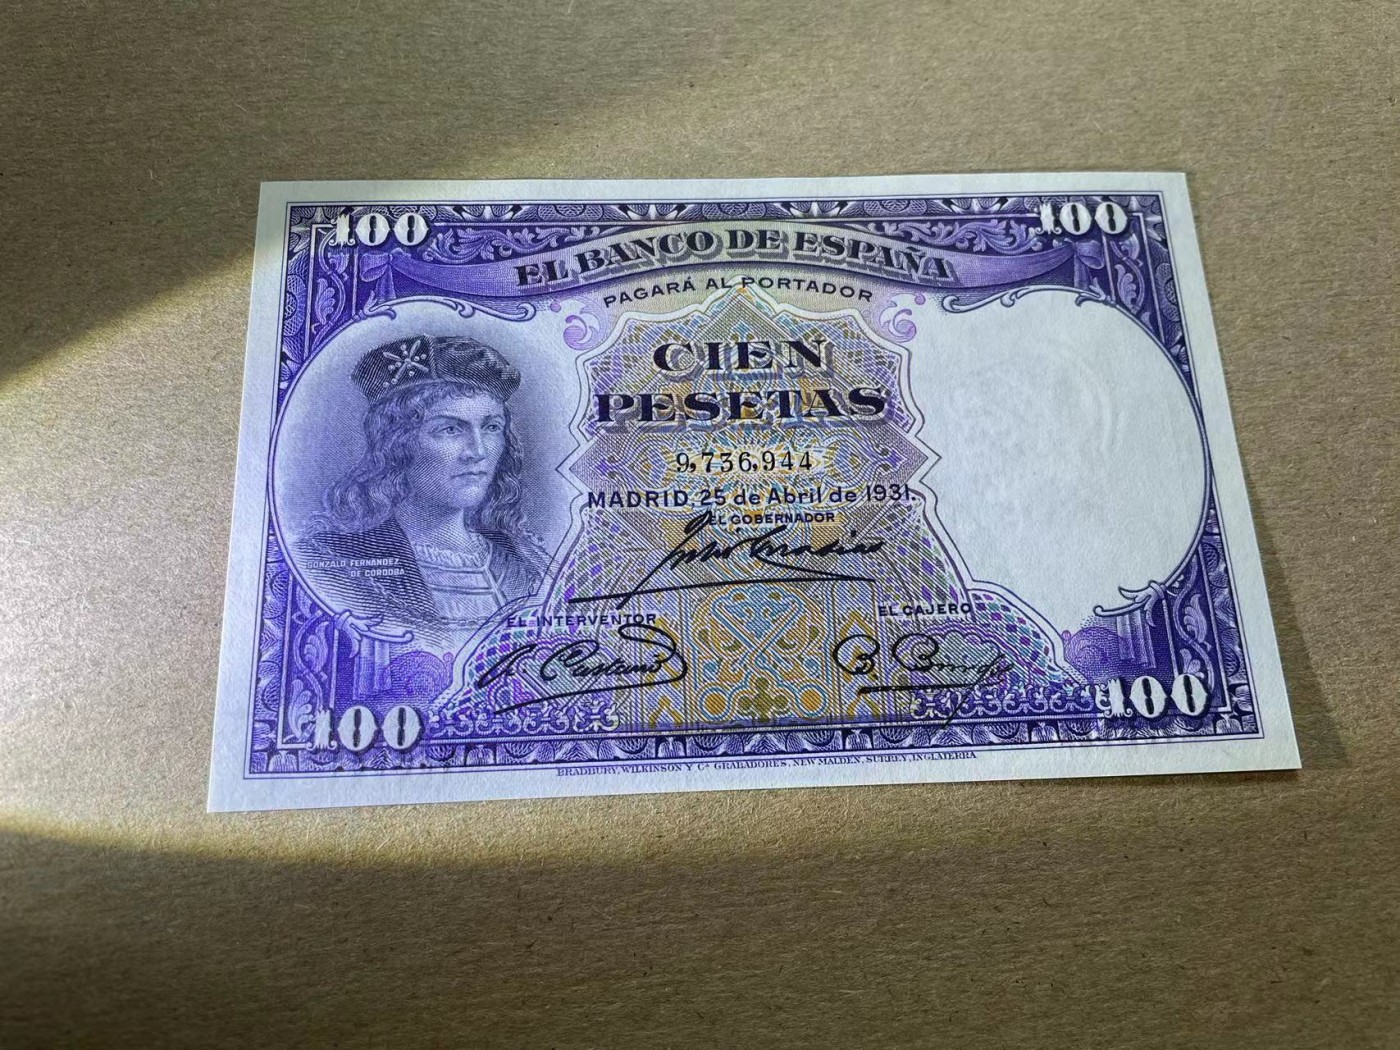 100 100
EL BANCO DE ESPAÑA
PAGARÁ AL PORTADOR
CIEN
PESETAS
9,736,944
MADRID, 25 de Abril de 1931.
EL GOBERNADOR
GONZALO FERNANDEZ
DE CORDOBA
EL INTERVENTOR
EL CAJERO
100 100
BRADBURY, WILKINSON Y Cª GRABADORES, NEW MALDEN, SURREY, INGLATERRA